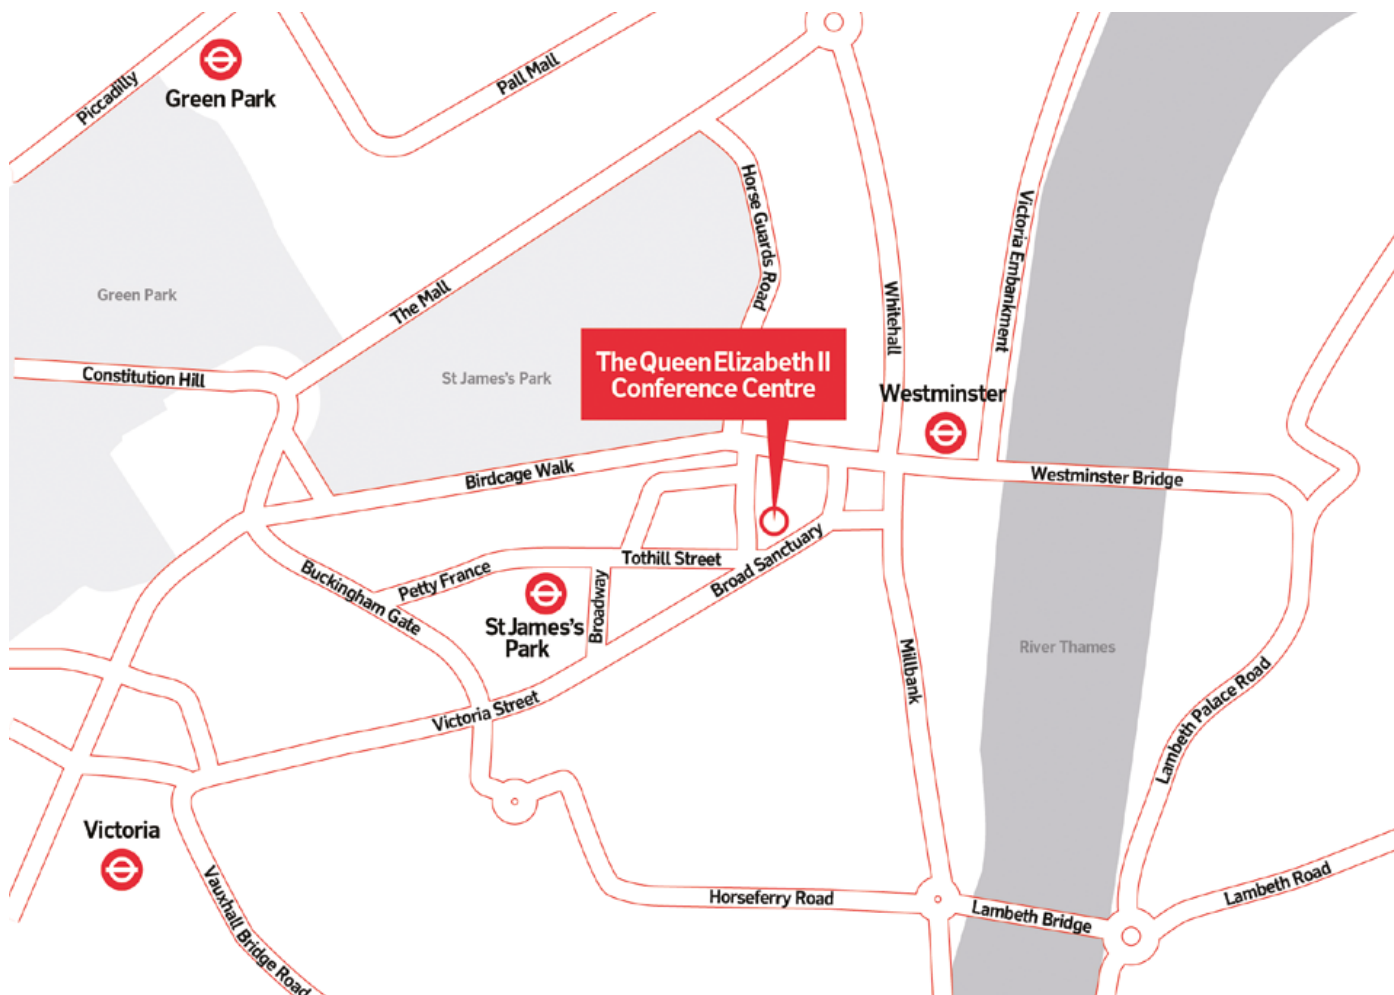 Piccadilly
Green Park
Pall Mall
Horse Guards Road
Victoria Embankment
Green Park
The Mall
Whitehall
Constitution Hill
St James's Park
The Queen Elizabeth II
Conference Centre
Westminster
Birdcage Walk
Westminster Bridge
Buckingham Gate
Petty France
Tothill Street
Broad Sanctuary
Broadway
St James's
Park
River Thames
Millbank
Victoria Street
Lambeth Palace Road
Victoria
Vauxhall Bridge Road
Horseferry Road
Lambeth Bridge
Lambeth Road